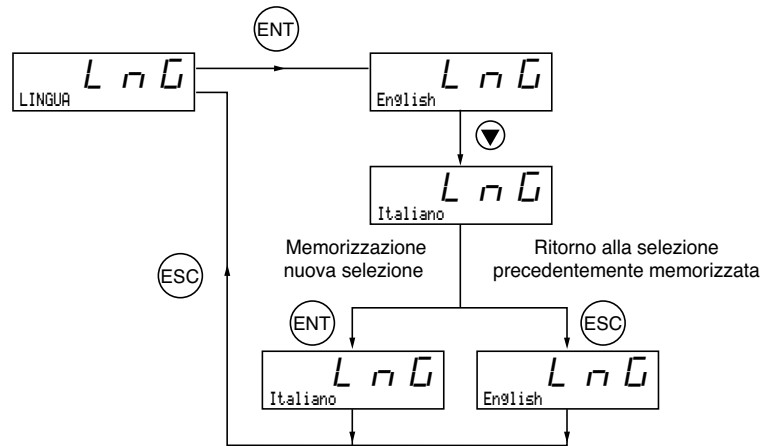 ENT
L n G
LINGUA
L n G
English
L n G
Italiano
Memorizzazione
nuova selezione
Ritorno alla selezione
precedentemente memorizzata
ESC
ENT
ESC
L n G
Italiano
L n G
English